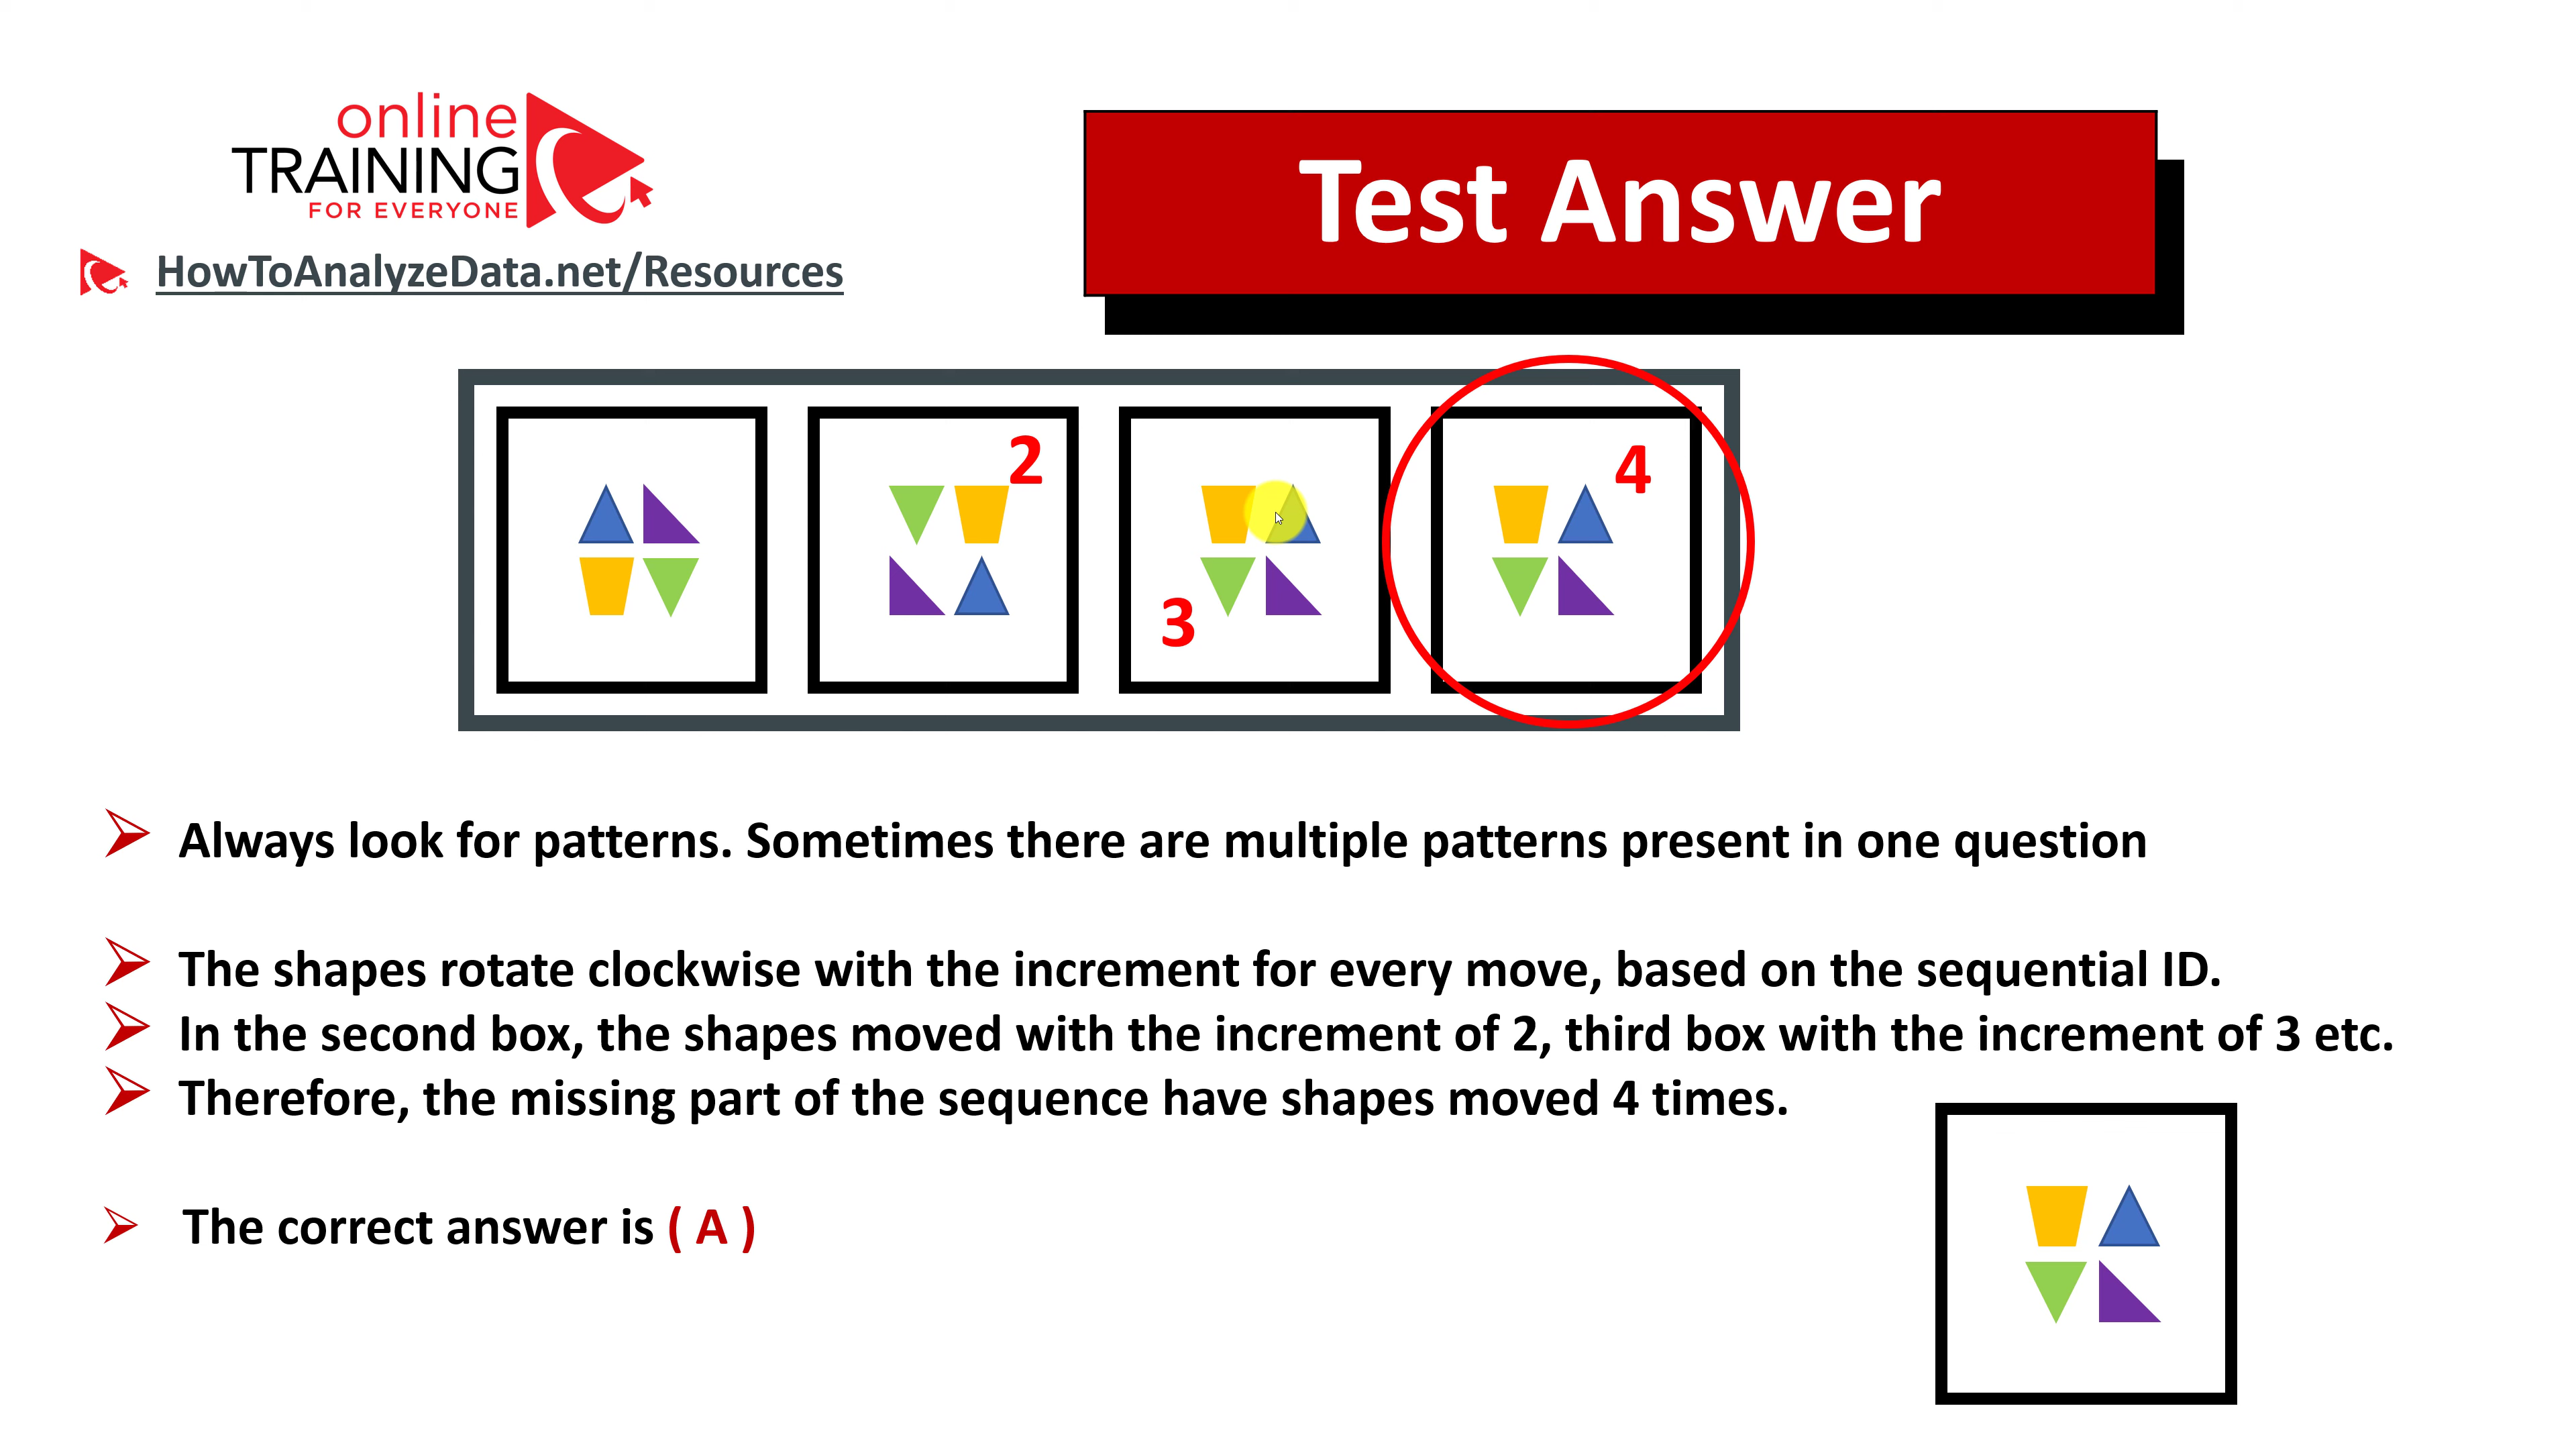 online
TRAINING
FOR EVERYONE
HowToAnalyzeData.net/Resources
Test Answer
2
3
4
Always look for patterns. Sometimes there are multiple patterns present in one question
The shapes rotate clockwise with the increment for every move, based on the sequential ID.
In the second box, the shapes moved with the increment of 2, third box with the increment of 3 etc.
Therefore, the missing part of the sequence have shapes moved 4 times.
The correct answer is ( A )